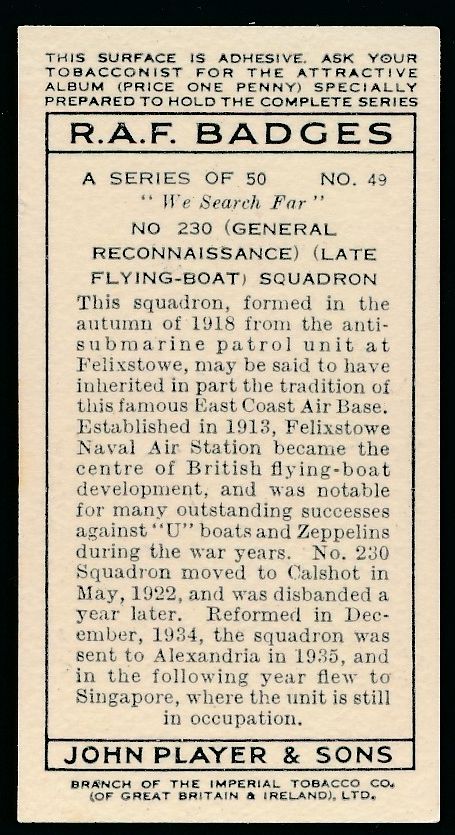 THIS SURFACE IS ADHESIVE. ASK YOUR
TOBACCONIST FOR THE ATTRACTIVE
ALBUM (PRICE ONE PENNY) SPECIALLY
PREPARED TO HOLD THE COMPLETE SERIES
R.A.F. BADGES
A SERIES OF 50 NO. 49
"We Search Far"
NO 230 (GENERAL
RECONNAISSANCE) (LATE
FLYING-BOAT) SQUADRON
This squadron, formed in the
autumn of 1918 from the anti-
submarine patrol unit at
Felixstowe, may be said to have
inherited in part the tradition of
this famous East Coast Air Base.
Established in 1913, Felixstowe
Naval Air Station became the
centre of British flying-boat
development, and was notable
for many outstanding successes
against "U" boats and Zeppelins
during the war years. No. 230
Squadron moved to Calshot in
May, 1922, and was disbanded a
year later. Reformed in Dec-
ember, 1934, the squadron was
sent to Alexandria in 1935, and
in the following year flew to
Singapore, where the unit is still
in occupation.
JOHN PLAYER & SONS
BRANCH OF THE IMPERIAL TOBACCO CO.
(OF GREAT BRITAIN & IRELAND), LTD.